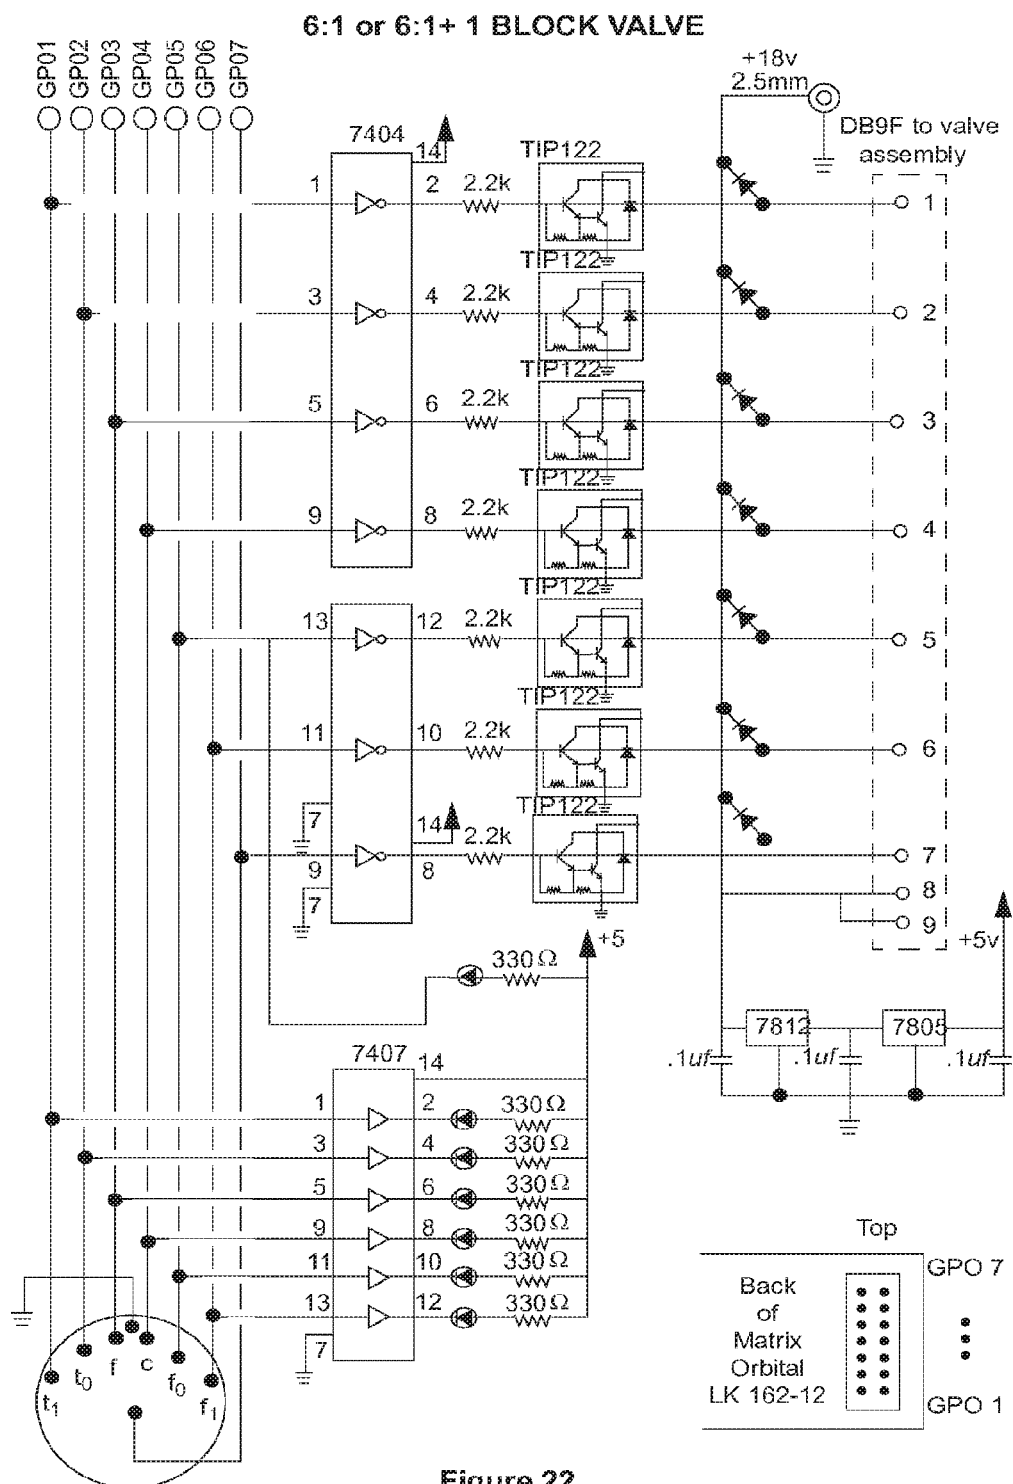 6:1 or 6:1+ 1 BLOCK VALVE
GP01
GP02
GP03
GP04
GP05
GP06
GP07
+18v
2.5mm
DB9F to valve
assembly
7404
14
TIP122
1
2
2.2k
1
TIP122
3
4
2.2k
2
TIP122
5
6
2.2k
3
TIP122
9
8
2.2k
4
TIP122
13
12
2.2k
5
TIP122
11
10
2.2k
6
TIP122
7
14
2.2k
9
8
7
7
8
9
+5
+5v
330Ω
7812
7805
.1uf
.1uf
.1uf
7407
14
1
2
330Ω
3
4
330Ω
5
6
330Ω
9
8
330Ω
11
10
330Ω
13
12
330Ω
7
t1
t0
f
c
f0
f1
Top
GPO 7
Back
of
Matrix
Orbital
LK 162-12
GPO 1
Figure 22